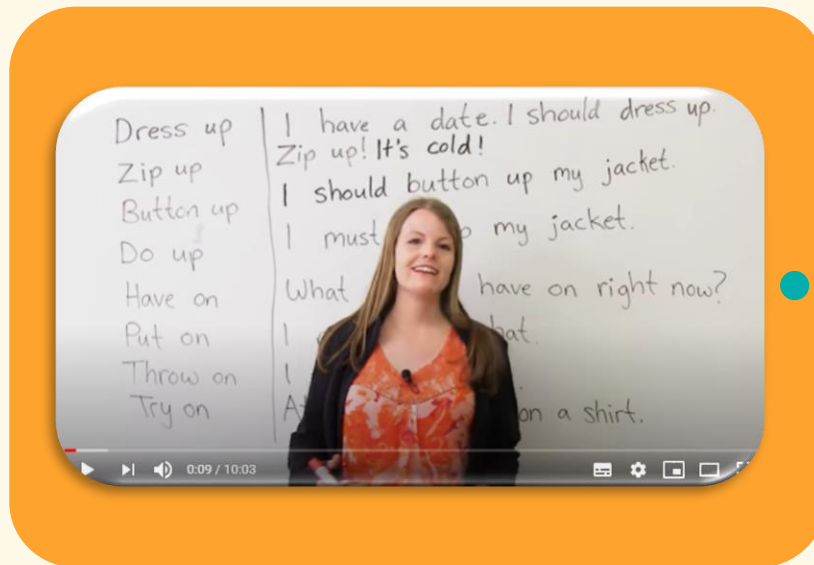 Dress up
Zip up
Button up
Do up
Have on
Put on
Throw on
Try on
I have a date. I should dress up.
Zip up! It's cold!
I should button up my jacket.
I must my jacket.
What have on right now?
I hat.
I
on a shirt.
0:09 / 10:03